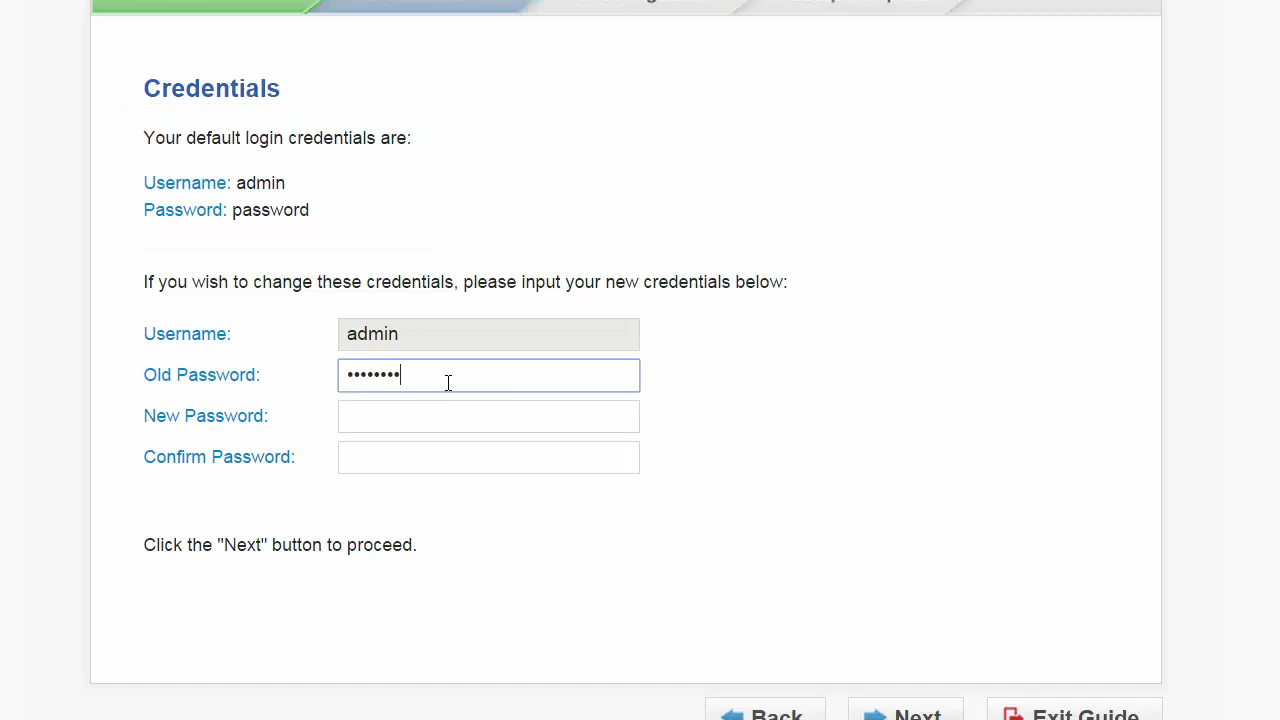 Credentials
Your default login credentials are:
Username: admin
Password: password
If you wish to change these credentials, please input your new credentials below:
Username: admin
Old Password: ••••••••
New Password:
Confirm Password:
Click the "Next" button to proceed.
Back Next Exit Guide